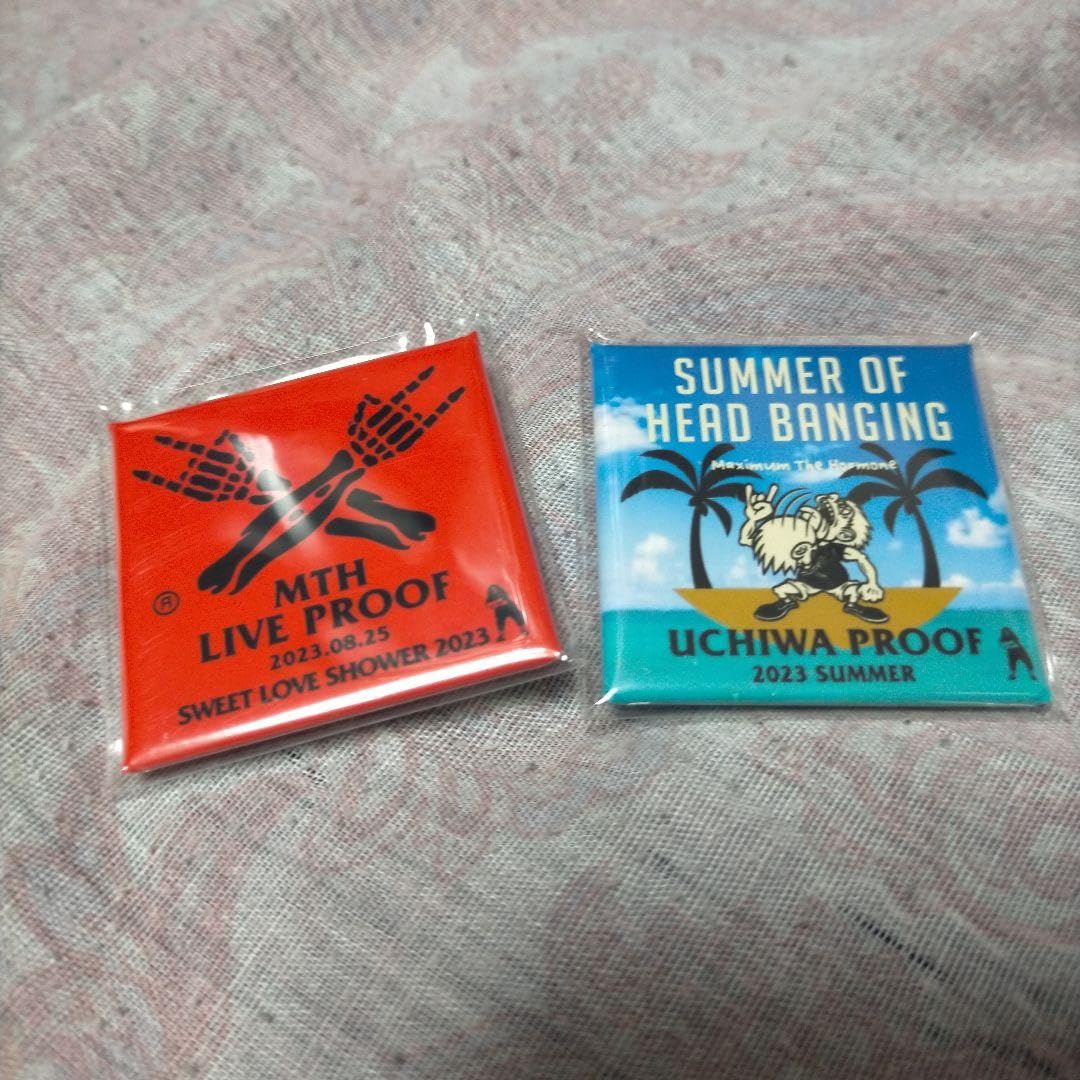 MTH
LIVE PROOF
2023.08.25
SWEET LOVE SHOWER 2023
SUMMER OF
HEAD BANGING
Maximum The Hormone
UCHIWA PROOF
2023 SUMMER